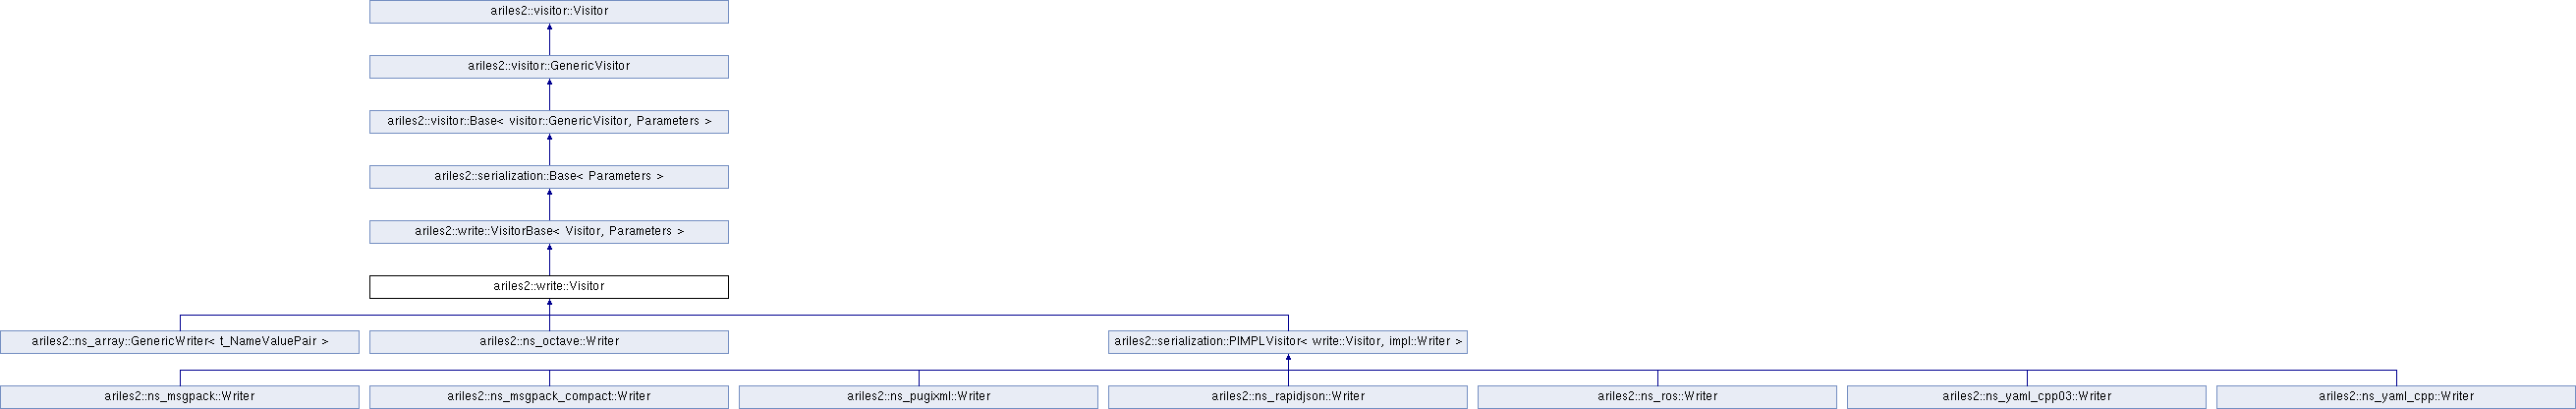 ariles2::visitor::Visitor
ariles2::visitor::GenericVisitor
ariles2::visitor::Base< visitor::GenericVisitor, Parameters >
ariles2::serialization::Base< Parameters >
ariles2::write::VisitorBase< Visitor, Parameters >
ariles2::write::Visitor
ariles2::ns_array::GenericWriter< t_NameValuePair >
ariles2::ns_octave::Writer
ariles2::serialization::PIMPLVisitor< write::Visitor, impl::Writer >
ariles2::ns_msgpack::Writer
ariles2::ns_msgpack_compact::Writer
ariles2::ns_pugixml::Writer
ariles2::ns_rapidjson::Writer
ariles2::ns_ros::Writer
ariles2::ns_yaml_cpp03::Writer
ariles2::ns_yaml_cpp::Writer